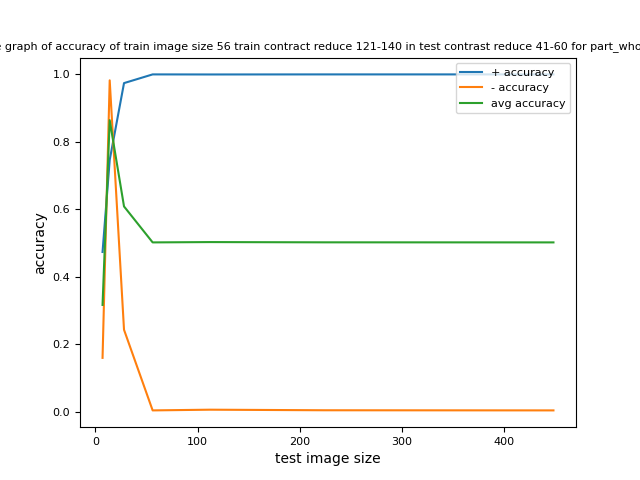 graph of accuracy of train image size 56 train contract reduce 121-140 in test contrast reduce 41-60 for
1.0
0.8
0.6
0.4
0.2
0.0
accuracy
+ accuracy
- accuracy
avg accuracy
0 100 200 300 400
test image size